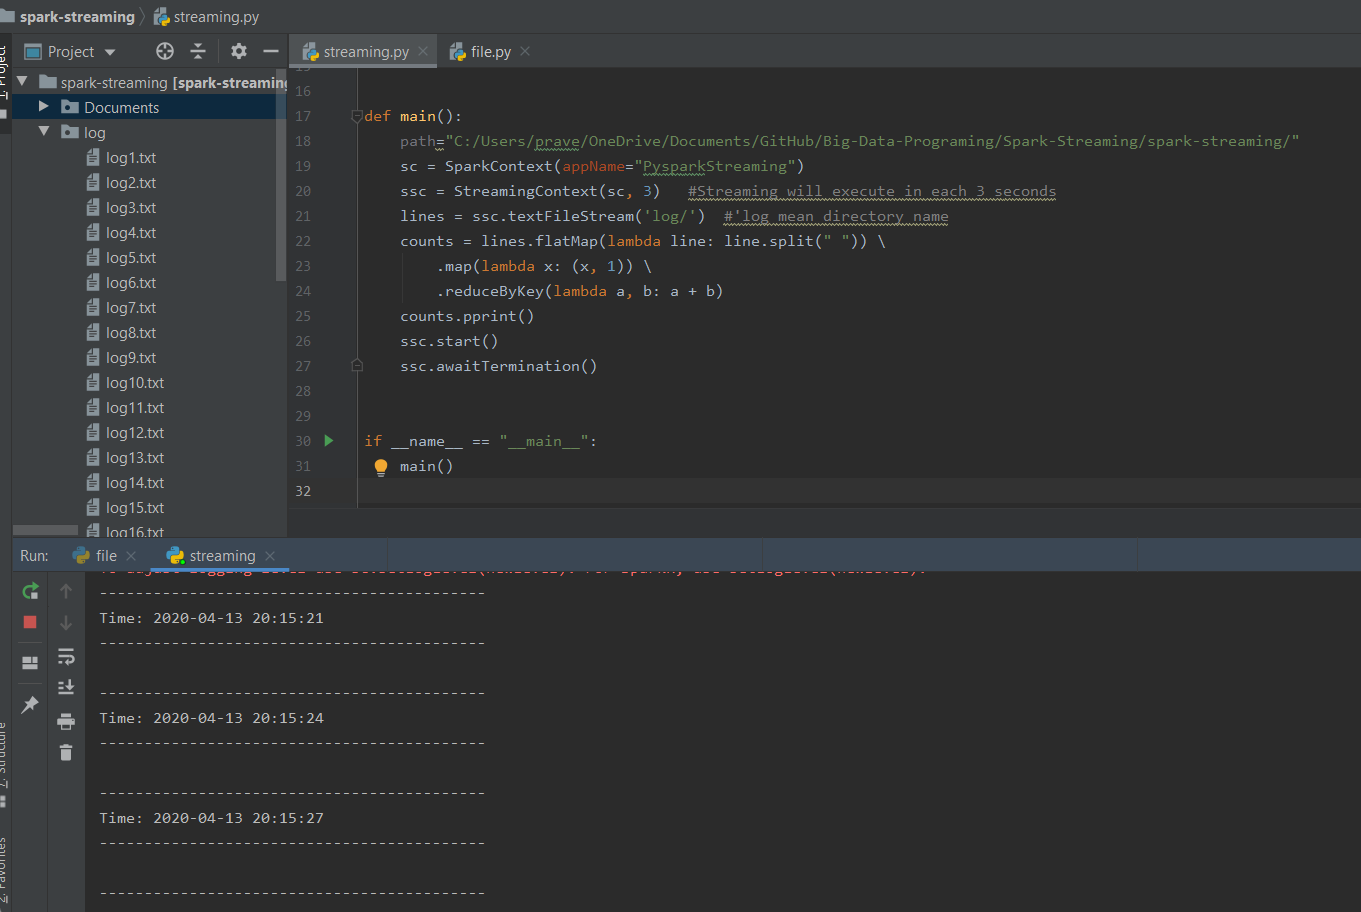 spark-streaming streaming.py
Project
streaming.py
file.py
1: Project
spark-streaming [spark-streaming
Documents
log
log1.txt
log2.txt
log3.txt
log4.txt
log5.txt
log6.txt
log7.txt
log8.txt
log9.txt
log10.txt
log11.txt
log12.txt
log13.txt
log14.txt
log15.txt
log16.txt
15
16
17 def main():
18 path="C:/Users/prave/OneDrive/Documents/GitHub/Big-Data-Programing/Spark-Streaming/spark-streaming/"
19 sc = SparkContext(appName="PysparkStreaming")
20 ssc = StreamingContext(sc, 3) #Streaming will execute in each 3 seconds
21 lines = ssc.textFileStream('log/') #'log mean directory name
22 counts = lines.flatMap(lambda line: line.split(" ")) \
23 .map(lambda x: (x, 1)) \
24 .reduceByKey(lambda a, b: a + b)
25 counts.pprint()
26 ssc.start()
27 ssc.awaitTermination()
28
29
30 if __name__ == "__main__":
31 main()
32
Run: file streaming
-------------------------------------------
Time: 2020-04-13 20:15:21
-------------------------------------------
-------------------------------------------
Time: 2020-04-13 20:15:24
-------------------------------------------
-------------------------------------------
Time: 2020-04-13 20:15:27
-------------------------------------------
-------------------------------------------
7: Structure
2: Favorites